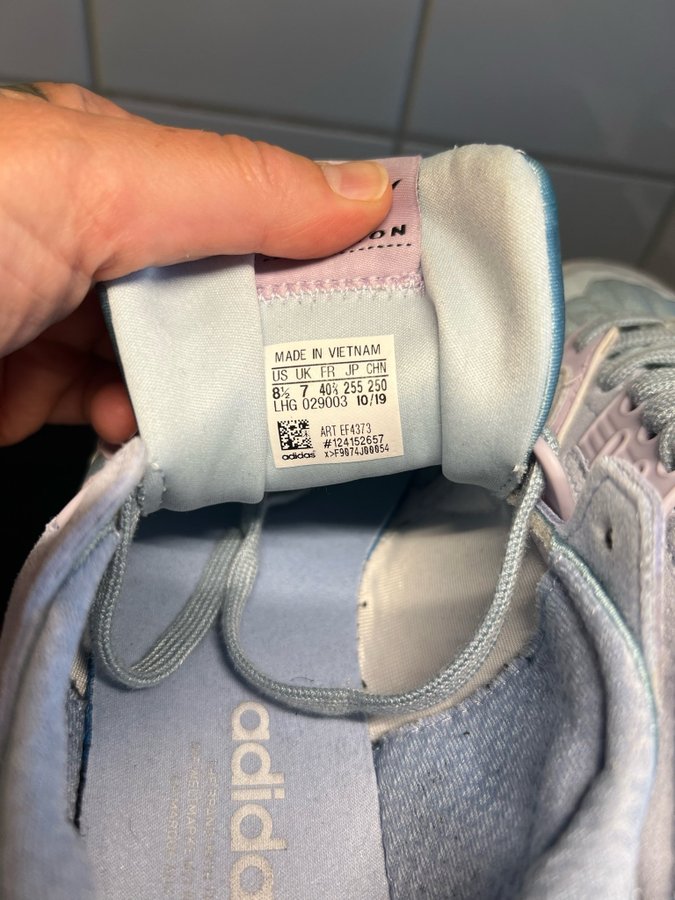 MADE IN VIETNAM
US UK FR JP CHN
8½ 7 40⅔ 255 250
LHG 029003 10/19
ART EF4373
#124152657
adidas
x>F9074J00054
adidas